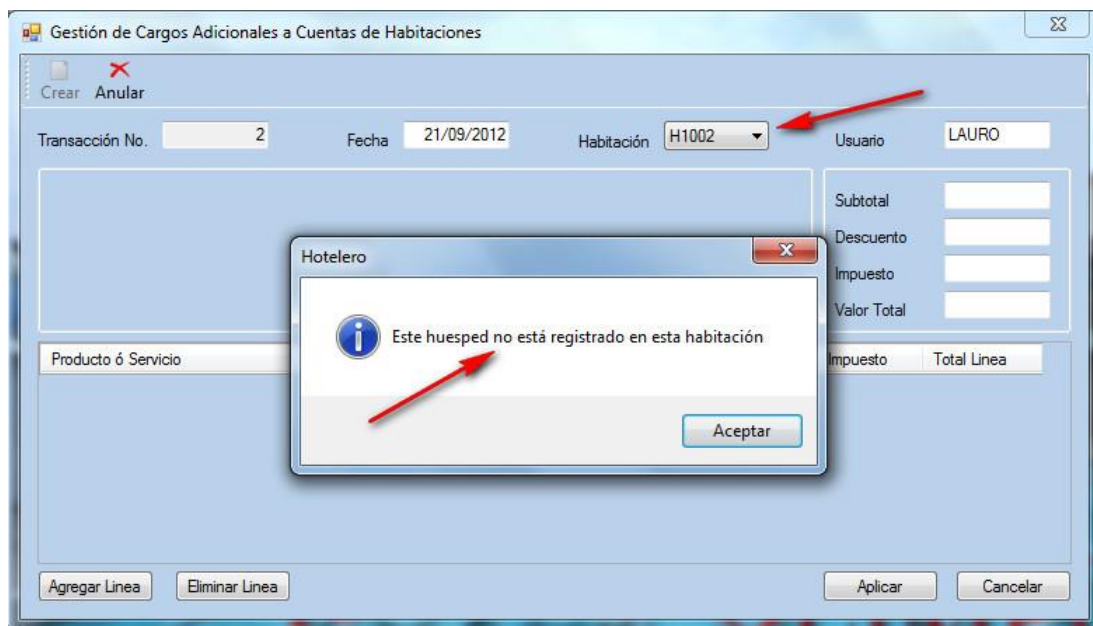 Gestión de Cargos Adicionales a Cuentas de Habitaciones
Crear Anular
Transacción No. 2 Fecha 21/09/2012 Habitación H1002 Usuario LAURO
Subtotal
Descuento
Impuesto
Valor Total
Hotelero
Este huesped no está registrado en esta habitación
Aceptar
Producto ó Servicio Impuesto Total Linea
Agregar Linea Eliminar Linea Aplicar Cancelar